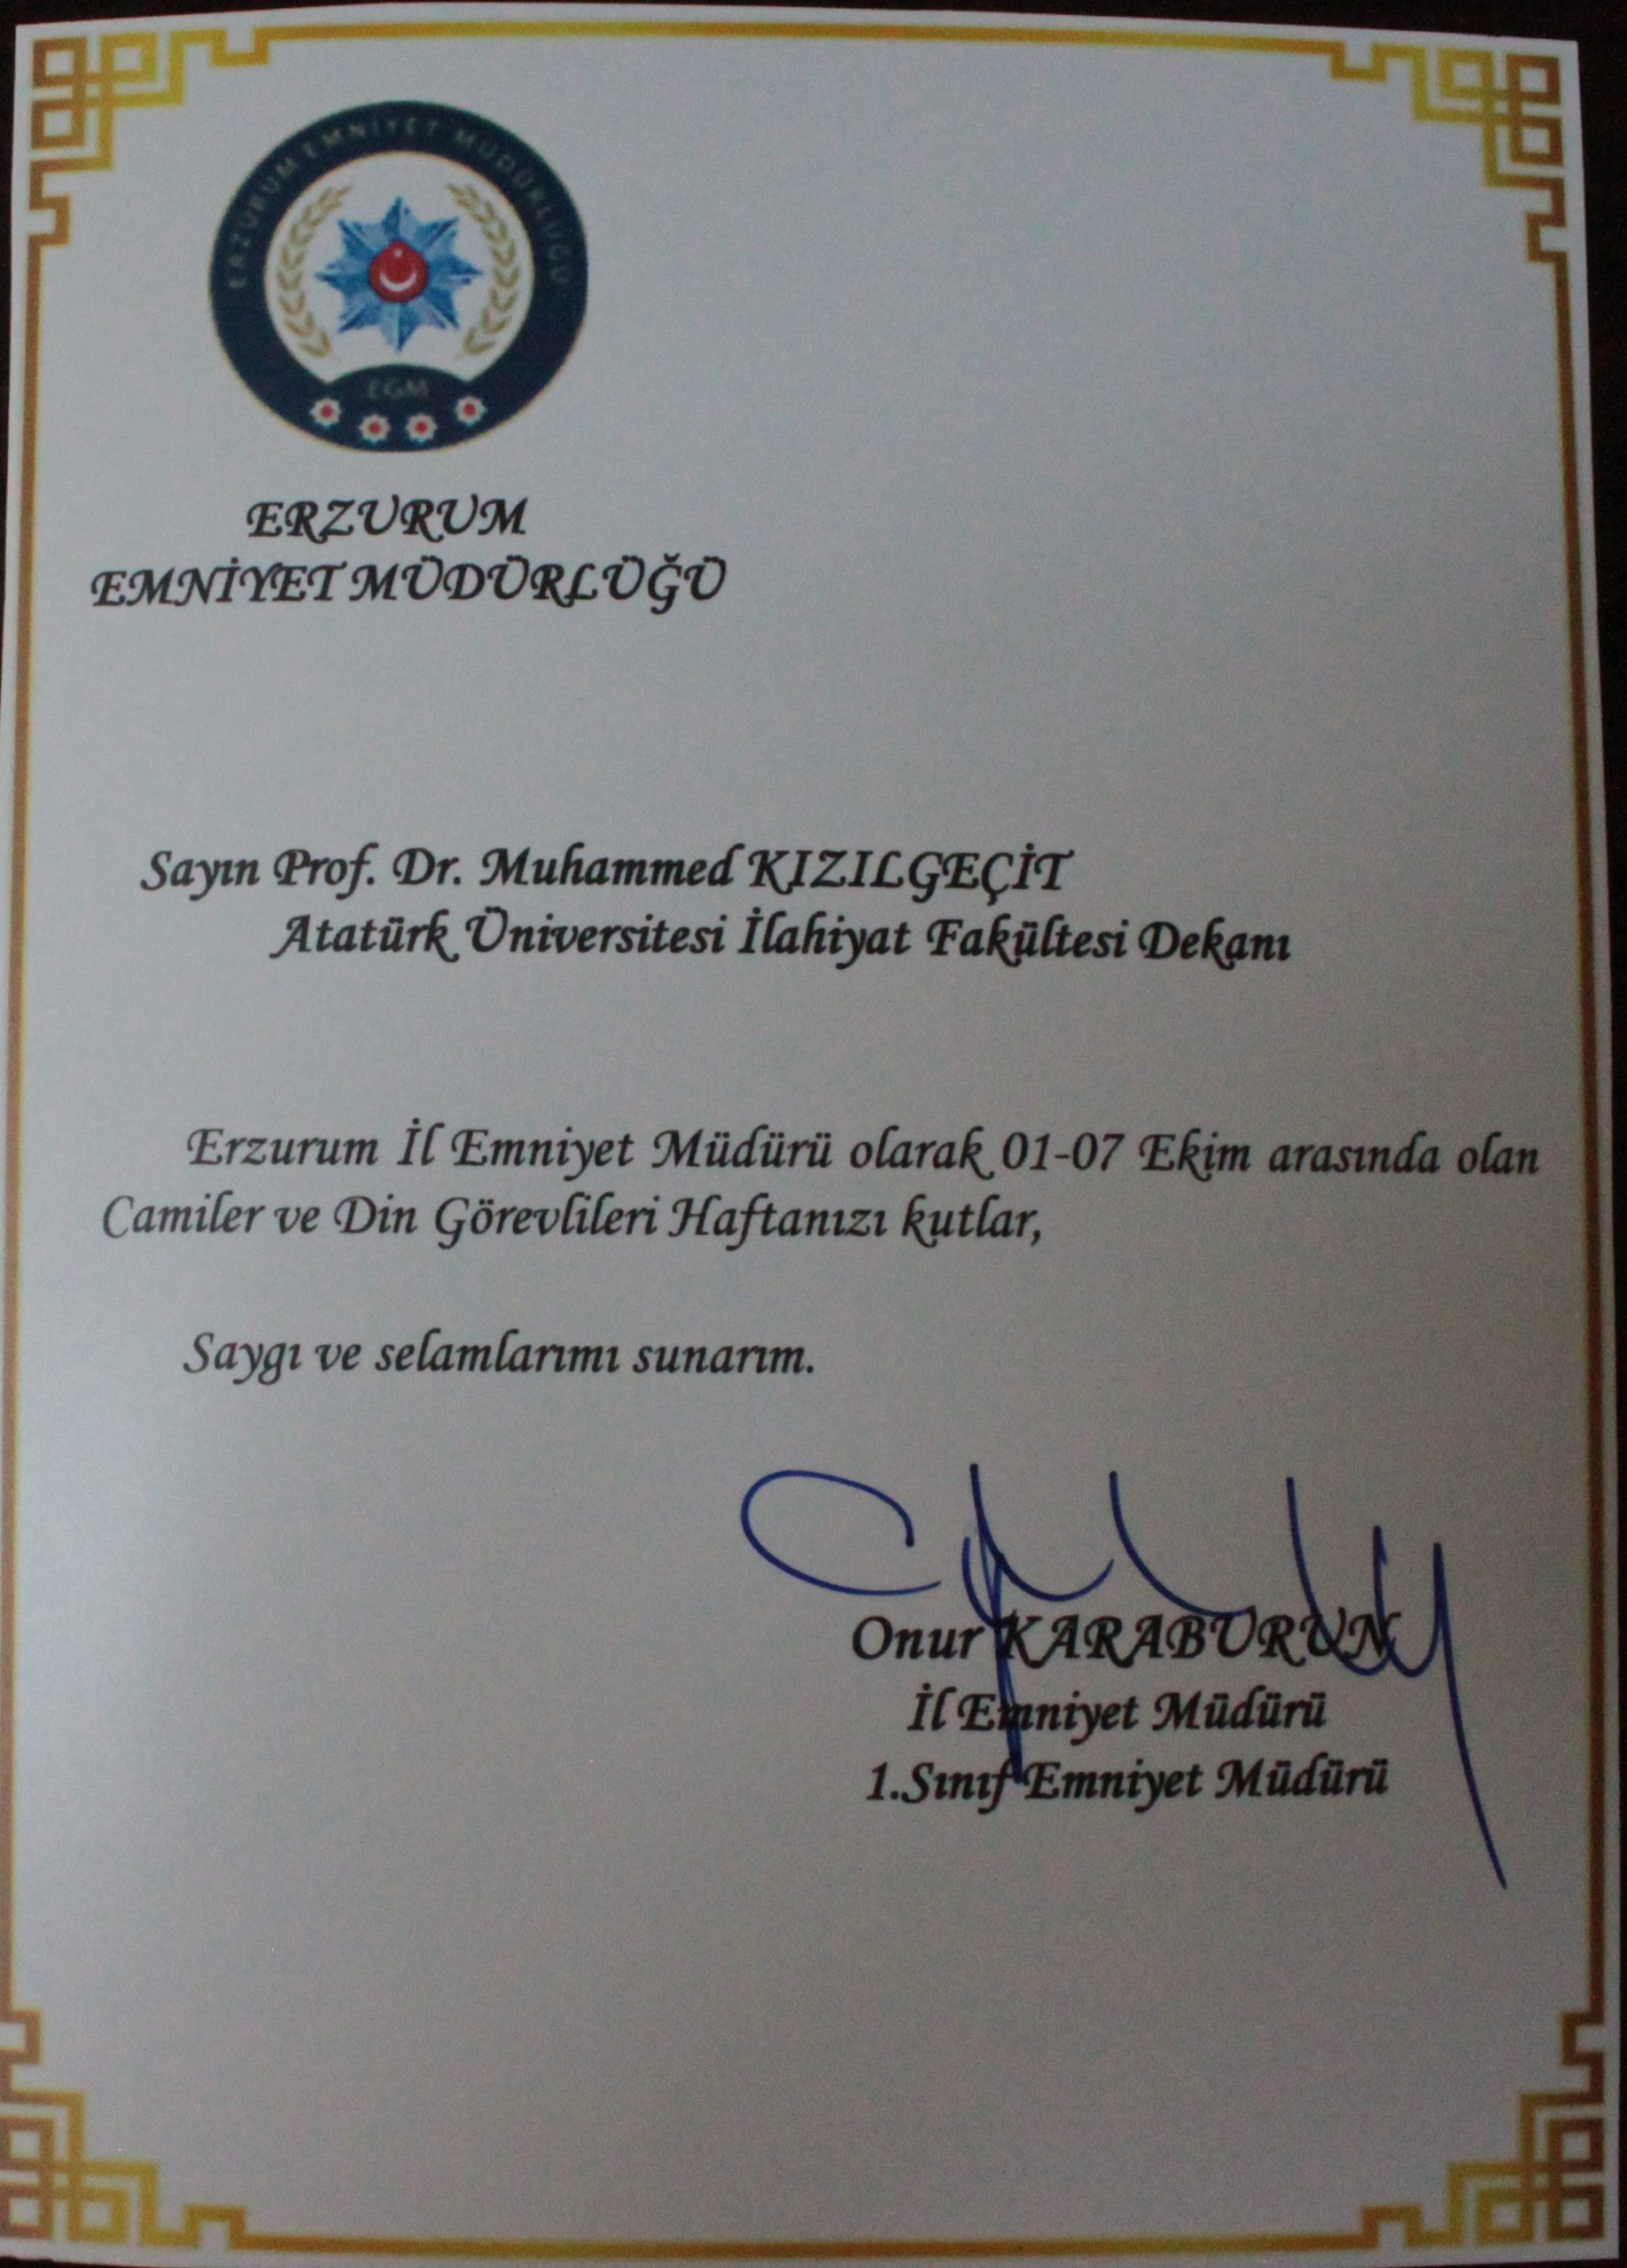 ERZURUM EMNİYET MÜDÜRLÜĞÜ
EGM
ERZURUM
EMNİYET MÜDÜRLÜĞÜ
Sayın Prof. Dr. Muhammed KIZILGEÇİT
Atatürk Üniversitesi İlahiyat Fakültesi Dekanı
Erzurum İl Emniyet Müdürü olarak 01-07 Ekim arasında olan
Camiler ve Din Görevlileri Haftanızı kutlar,
Saygı ve selamlarımı sunarım.
Onur KARABURUN
İl Emniyet Müdürü
1.Sınıf Emniyet Müdürü